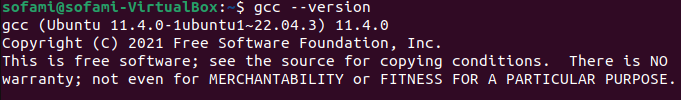 sofami@sofami-VirtualBox:~$ gcc --version
gcc (Ubuntu 11.4.0-1ubuntu1~22.04.3) 11.4.0
Copyright (C) 2021 Free Software Foundation, Inc.
This is free software; see the source for copying conditions.  There is NO
warranty; not even for MERCHANTABILITY or FITNESS FOR A PARTICULAR PURPOSE.